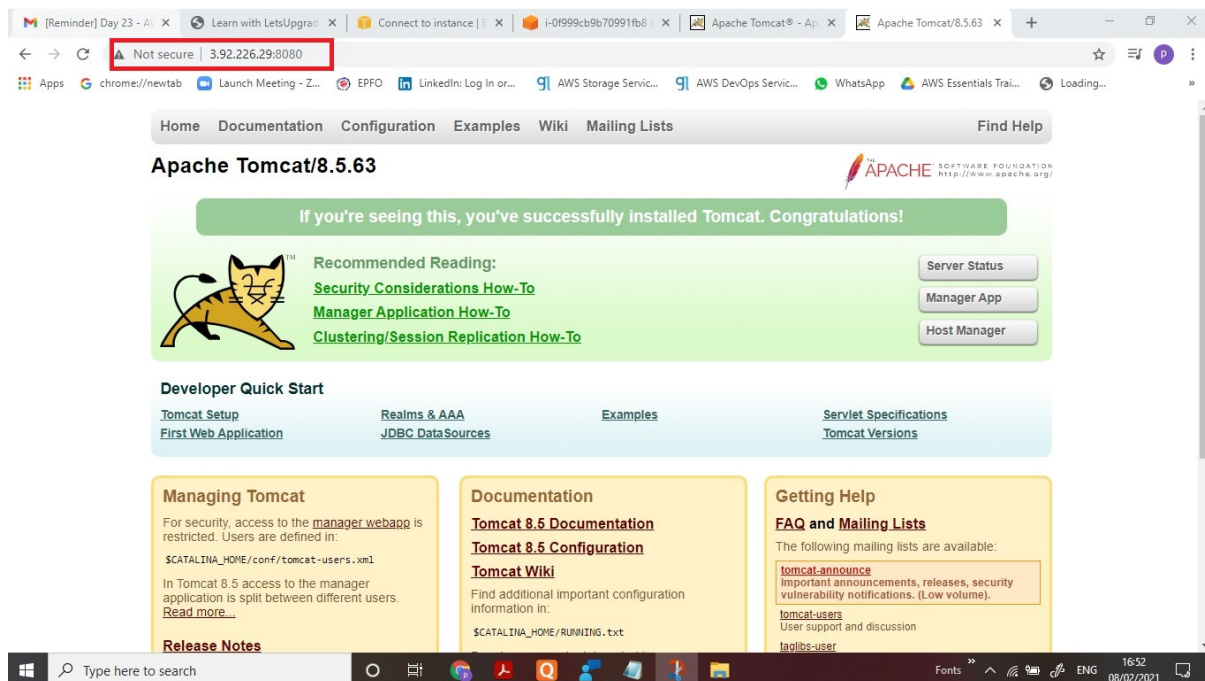 [Reminder] Day 23 - A
Learn with LetsUpgrad
Connect to instance | E
i-0f999cb9b70991fb8 (
Apache Tomcat® - Ap
Apache Tomcat/8.5.63
Not secure | 3.92.226.29:8080
Apps
chrome://newtab
Launch Meeting - Z...
EPFO
LinkedIn: Log In or...
AWS Storage Servic...
AWS DevOps Servic...
WhatsApp
AWS Essentials Trai...
Loading...
»
Home Documentation Configuration Examples Wiki Mailing Lists Find Help
Apache Tomcat/8.5.63
THE APACHE SOFTWARE FOUNDATION
http://www.apache.org/
If you're seeing this, you've successfully installed Tomcat. Congratulations!
TM
Recommended Reading:
Security Considerations How-To
Manager Application How-To
Clustering/Session Replication How-To
Server Status
Manager App
Host Manager
Developer Quick Start
Tomcat Setup
First Web Application
Realms & AAA
JDBC DataSources
Examples
Servlet Specifications
Tomcat Versions
Managing Tomcat
For security, access to the manager webapp is
restricted. Users are defined in:
$CATALINA_HOME/conf/tomcat-users.xml
In Tomcat 8.5 access to the manager
application is split between different users.
Read more...
Release Notes
Documentation
Tomcat 8.5 Documentation
Tomcat 8.5 Configuration
Tomcat Wiki
Find additional important configuration
information in:
$CATALINA_HOME/RUNNING.txt
Getting Help
FAQ and Mailing Lists
The following mailing lists are available:
tomcat-announce
Important announcements, releases, security
vulnerability notifications. (Low volume).
tomcat-users
User support and discussion
taglibs-user
Type here to search
Fonts »
ENG
16:52
08/02/2021